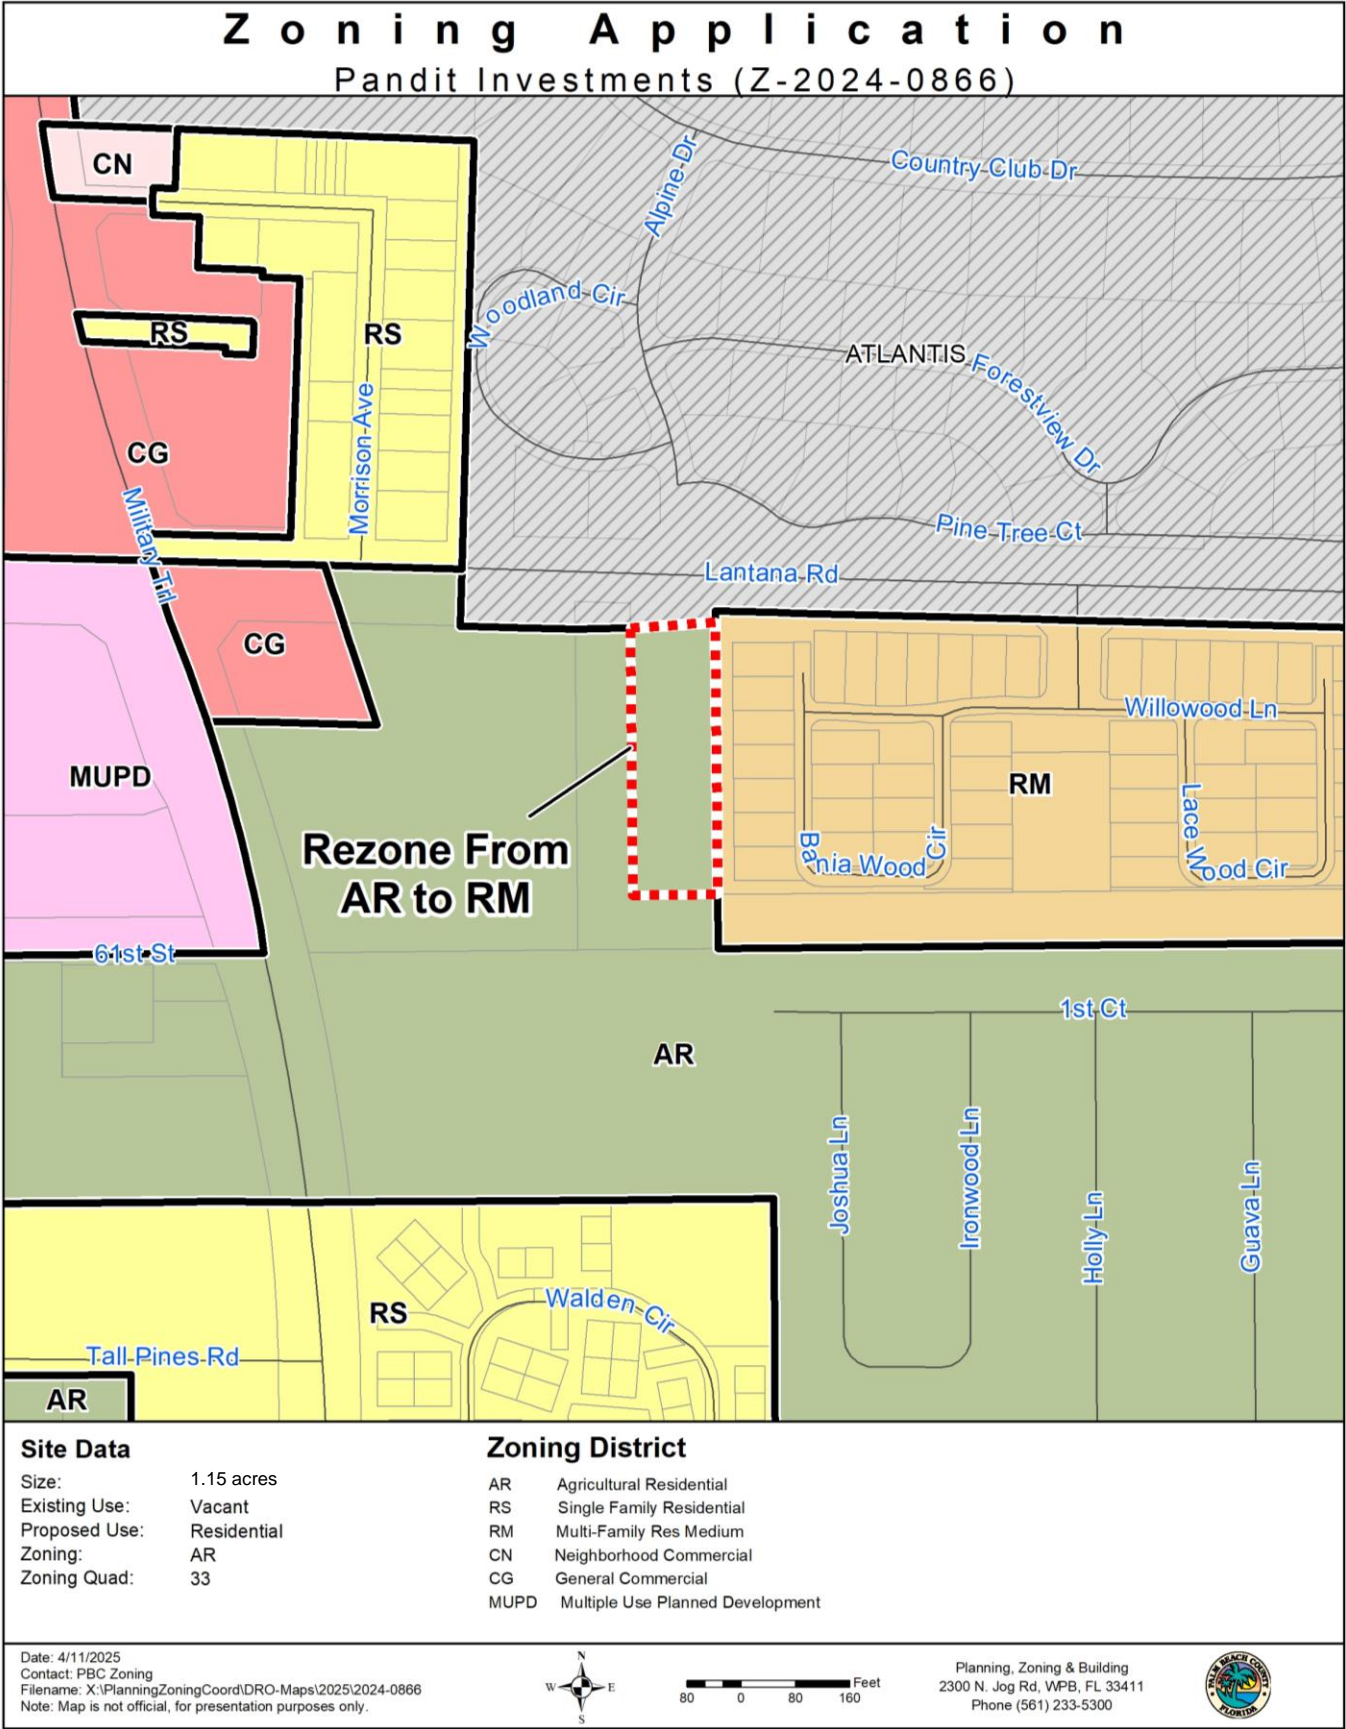 Zoning Application
Pandit Investments (Z-2024-0866)
CN
Country Club Dr
Alpine Dr
Woodland Cir
RS
RS
ATLANTIS
Forestview Dr
CG
Morrison Ave
Military Trl
Pine Tree Ct
Lantana Rd
CG
Willowood Ln
MUPD
RM
Lace Wood Cir
Bania Wood Cir
Rezone From
AR to RM
61st St
1st Ct
AR
Joshua Ln
Ironwood Ln
Holly Ln
Guava Ln
Walden Cir
RS
Tall Pines Rd
AR
Site Data
Size: 1.15 acres
Existing Use: Vacant
Proposed Use: Residential
Zoning: AR
Zoning Quad: 33
Zoning District
AR Agricultural Residential
RS Single Family Residential
RM Multi-Family Res Medium
CN Neighborhood Commercial
CG General Commercial
MUPD Multiple Use Planned Development
Date: 4/11/2025
Contact: PBC Zoning
Filename: X:\PlanningZoningCoord\DRO-Maps\2025\2024-0866
Note: Map is not official, for presentation purposes only.
N
W E
S
Feet
80 0 80 160
Planning, Zoning & Building
2300 N. Jog Rd, WPB, FL 33411
Phone (561) 233-5300
PALM BEACH COUNTY
FLORIDA